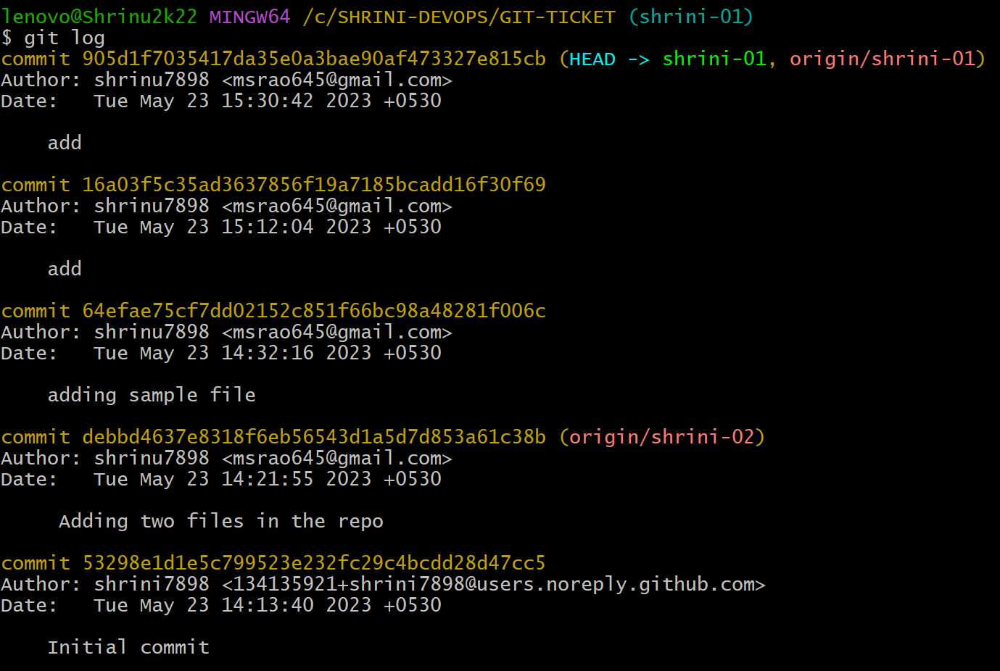 lenovo@Shrinu2k22 MINGW64 /c/SHRINI-DEVOPS/GIT-TICKET (shrini-01)
$ git log
commit 905d1f7035417da35e0a3bae90af473327e815cb (HEAD -> shrini-01, origin/shrini-01)
Author: shrinu7898 <msrao645@gmail.com>
Date:   Tue May 23 15:30:42 2023 +0530
add
commit 16a03f5c35ad3637856f19a7185bcadd16f30f69
Author: shrinu7898 <msrao645@gmail.com>
Date:   Tue May 23 15:12:04 2023 +0530
add
commit 64efae75cf7dd02152c851f66bc98a48281f006c
Author: shrinu7898 <msrao645@gmail.com>
Date:   Tue May 23 14:32:16 2023 +0530
adding sample file
commit debbd4637e8318f6eb56543d1a5d7d853a61c38b (origin/shrini-02)
Author: shrinu7898 <msrao645@gmail.com>
Date:   Tue May 23 14:21:55 2023 +0530
Adding two files in the repo
commit 53298e1d1e5c799523e232fc29c4bcdd28d47cc5
Author: shrini7898 <134135921+shrini7898@users.noreply.github.com>
Date:   Tue May 23 14:13:40 2023 +0530
Initial commit